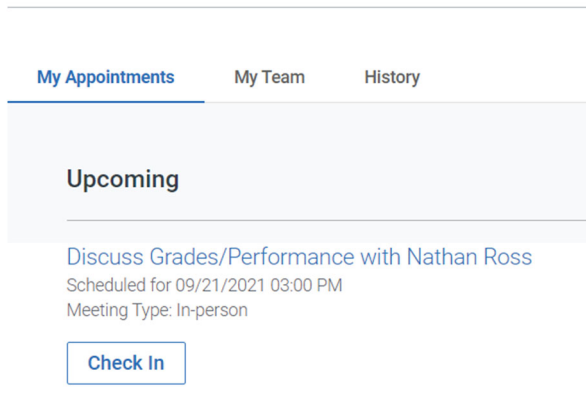 My Appointments My Team History
Upcoming
Discuss Grades/Performance with Nathan Ross
Scheduled for 09/21/2021 03:00 PM
Meeting Type: In-person
Check In